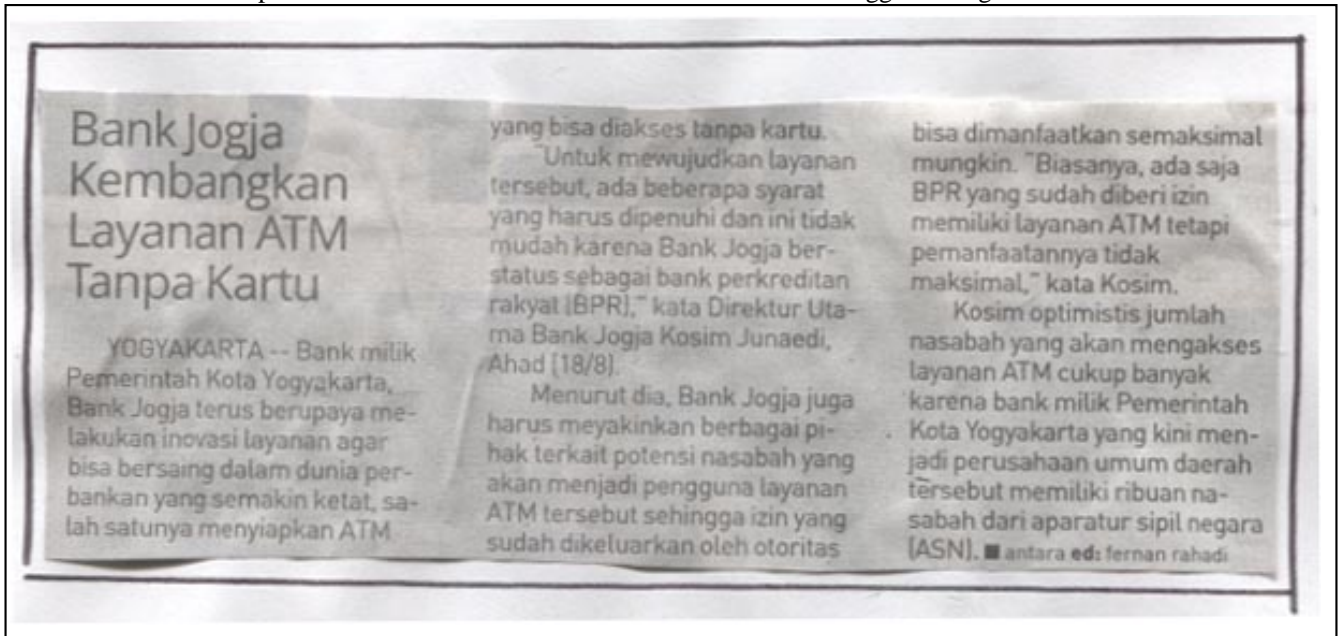 Bank Jogja
Kembangkan
Layanan ATM
Tanpa Kartu
YOGYAKARTA -- Bank milik
Pemerintah Kota Yogyakarta,
Bank Jogja terus berupaya me-
lakukan inovasi layanan agar
bisa bersaing dalam dunia per-
bankan yang semakin ketat, sa-
lah satunya menyiapkan ATM
yang bisa diakses tanpa kartu.
"Untuk mewujudkan layanan
tersebut, ada beberapa syarat
yang harus dipenuhi dan ini tidak
mudah karena Bank Jogja ber-
status sebagai bank perkreditan
rakyat (BPR)," kata Direktur Uta-
ma Bank Jogja Kosim Junaedi,
Ahad (18/8).
Menurut dia, Bank Jogja juga
harus meyakinkan berbagai pi-
hak terkait potensi nasabah yang
akan menjadi pengguna layanan
ATM tersebut sehingga izin yang
sudah dikeluarkan oleh otoritas
bisa dimanfaatkan semaksimal
mungkin. "Biasanya, ada saja
BPR yang sudah diberi izin
memiliki layanan ATM tetapi
pemanfaatannya tidak
maksimal," kata Kosim.
Kosim optimistis jumlah
nasabah yang akan mengakses
layanan ATM cukup banyak
karena bank milik Pemerintah
Kota Yogyakarta yang kini men-
jadi perusahaan umum daerah
tersebut memiliki ribuan na-
sabah dari aparatur sipil negara
(ASN). ■ antara ed: fernan rahadi